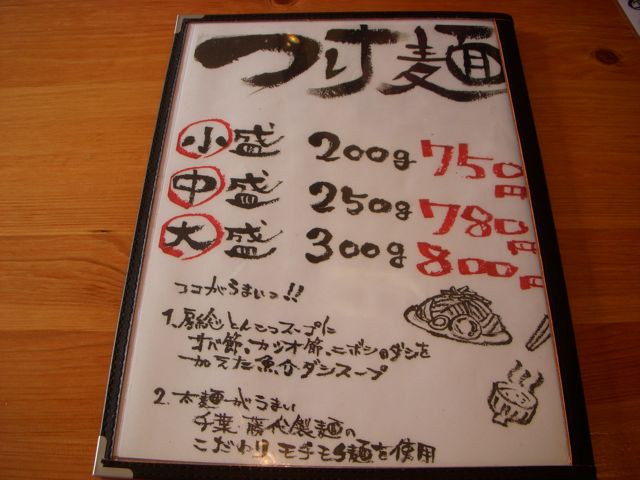 つけ麺
小盛 200g 750円
中盛 250g 780円
大盛 300g 800円
ココがうまいっ!!
1. 房総とんこつスープに
サバ節、カツオ節、ニボシのダシを
加えた魚介ダシスープ
2. 太麺がうまい
千葉 藤代製麺の
こだわりモチモチ麺を使用